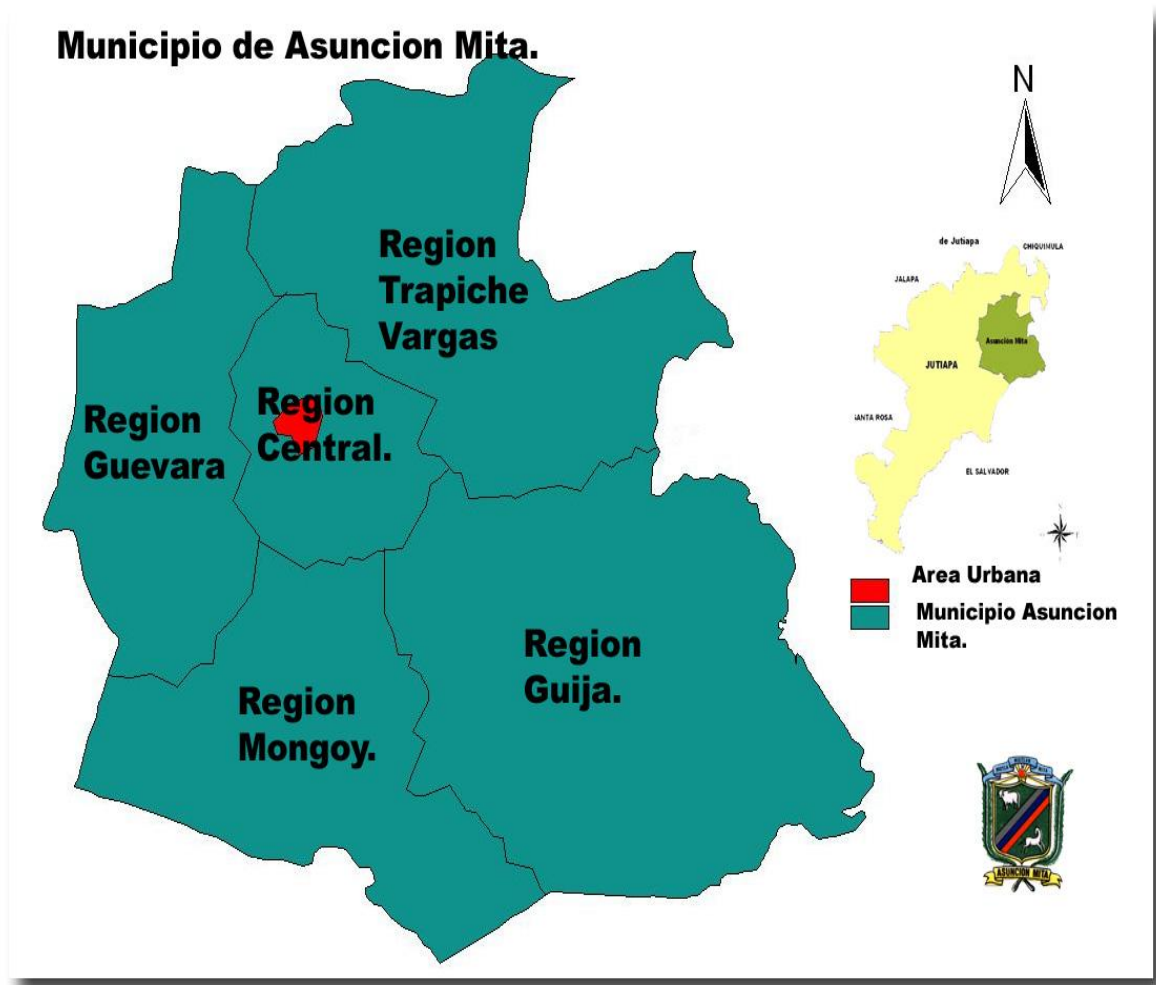 Municipio de Asuncion Mita.
N
Region
Trapiche
Vargas
de Jutiapa
CHIQUIMULA
JALAPA
Asunción Mita
JUTIAPA
SANTA ROSA
EL SALVADOR
Region
Guevara
Region
Central.
Area Urbana
Municipio Asuncion
Mita.
Region
Guija.
Region
Mongoy.
ASUNCION MITA